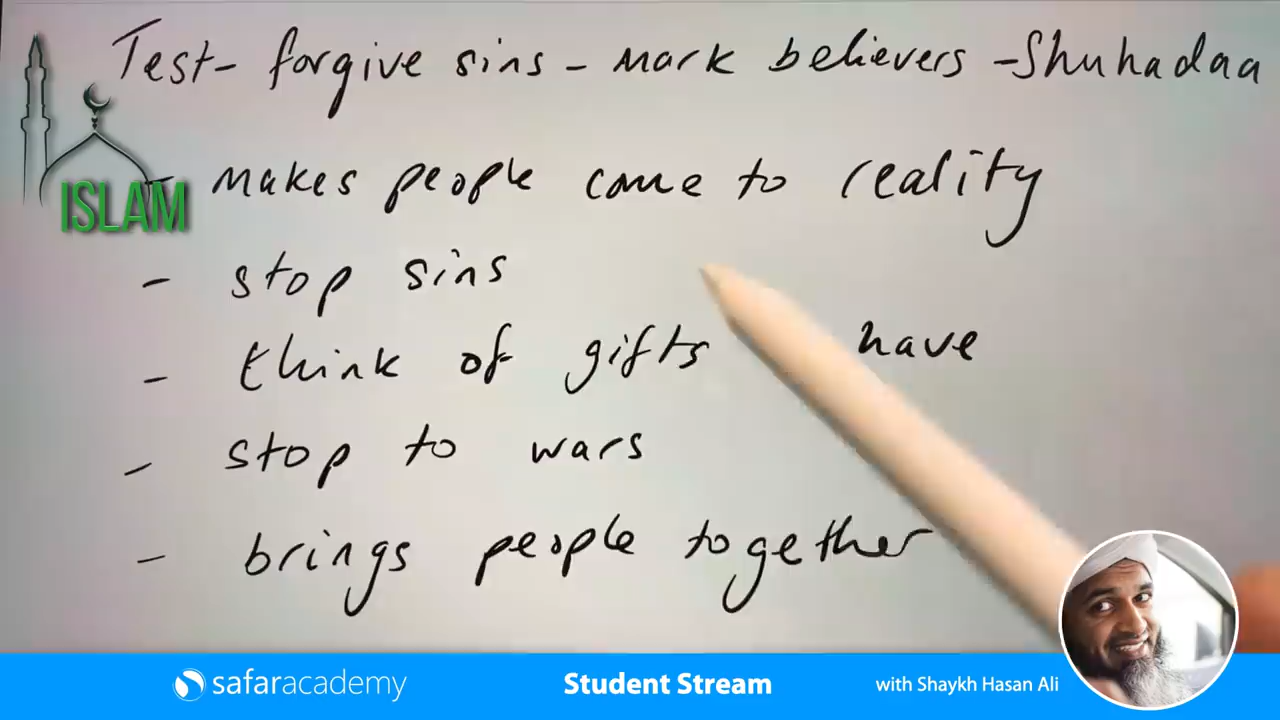 Test - forgive sins - mark believers - Shuhadaa
- makes people come to reality
ISLAM
- stop sins
- think of gifts have
- stop to wars
- brings people together
safaracademy
Student Stream
with Shaykh Hasan Ali